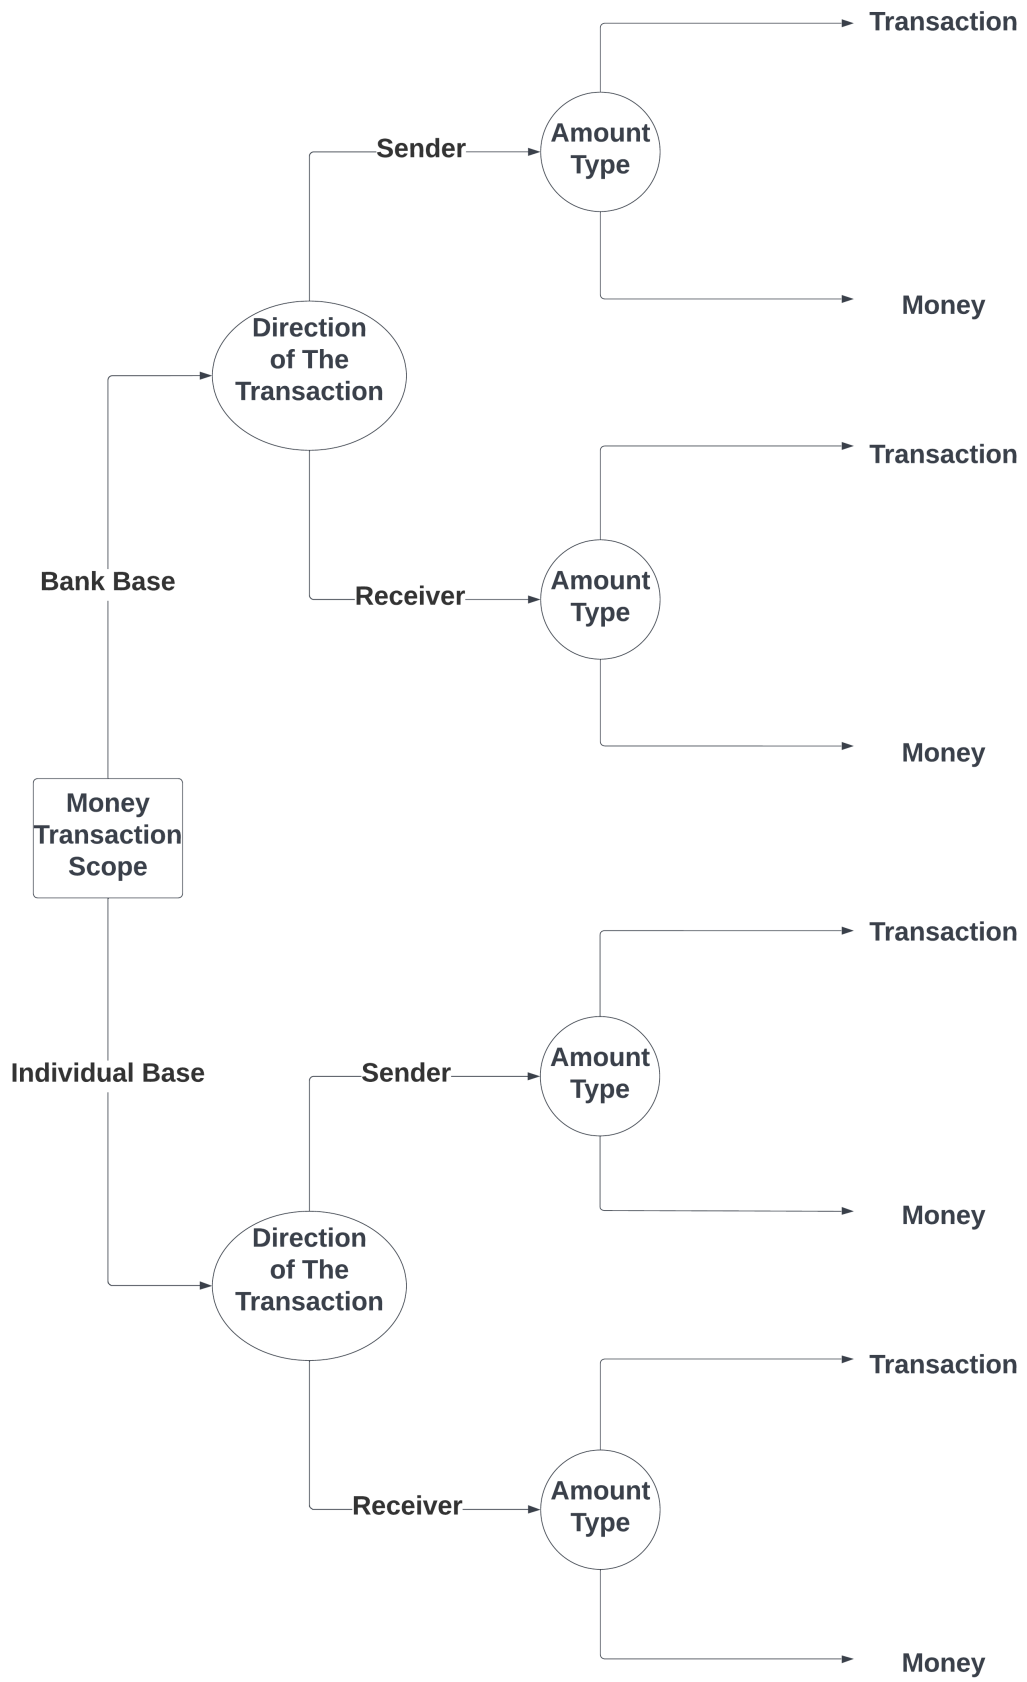 Transaction
Sender
Amount
Type
Money
Direction
of The
Transaction
Transaction
Bank Base
Receiver
Amount
Type
Money
Money
Transaction
Scope
Transaction
Individual Base
Sender
Amount
Type
Money
Direction
of The
Transaction
Transaction
Receiver
Amount
Type
Money